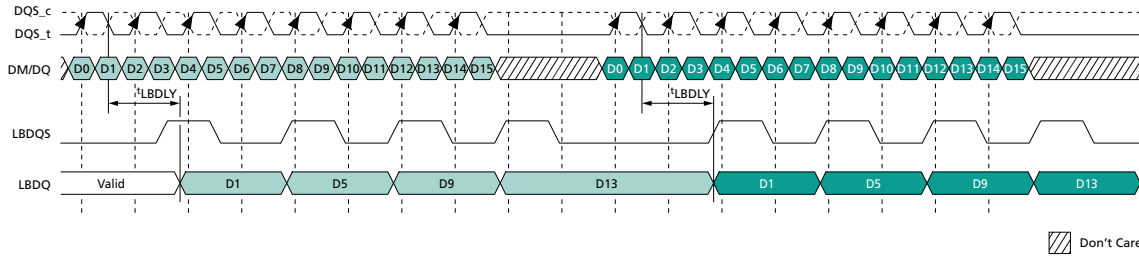 DQS_c
DQS_t
DM/DQ D0 D1 D2 D3 D4 D5 D6 D7 D8 D9 D10 D11 D12 D13 D14 D15 D0 D1 D2 D3 D4 D5 D6 D7 D8 D9 D10 D11 D12 D13 D14 D15
tLBDLY tLBDLY
LBDQS
LBDQ Valid D1 D5 D9 D13 D1 D5 D9 D13
Don't Care